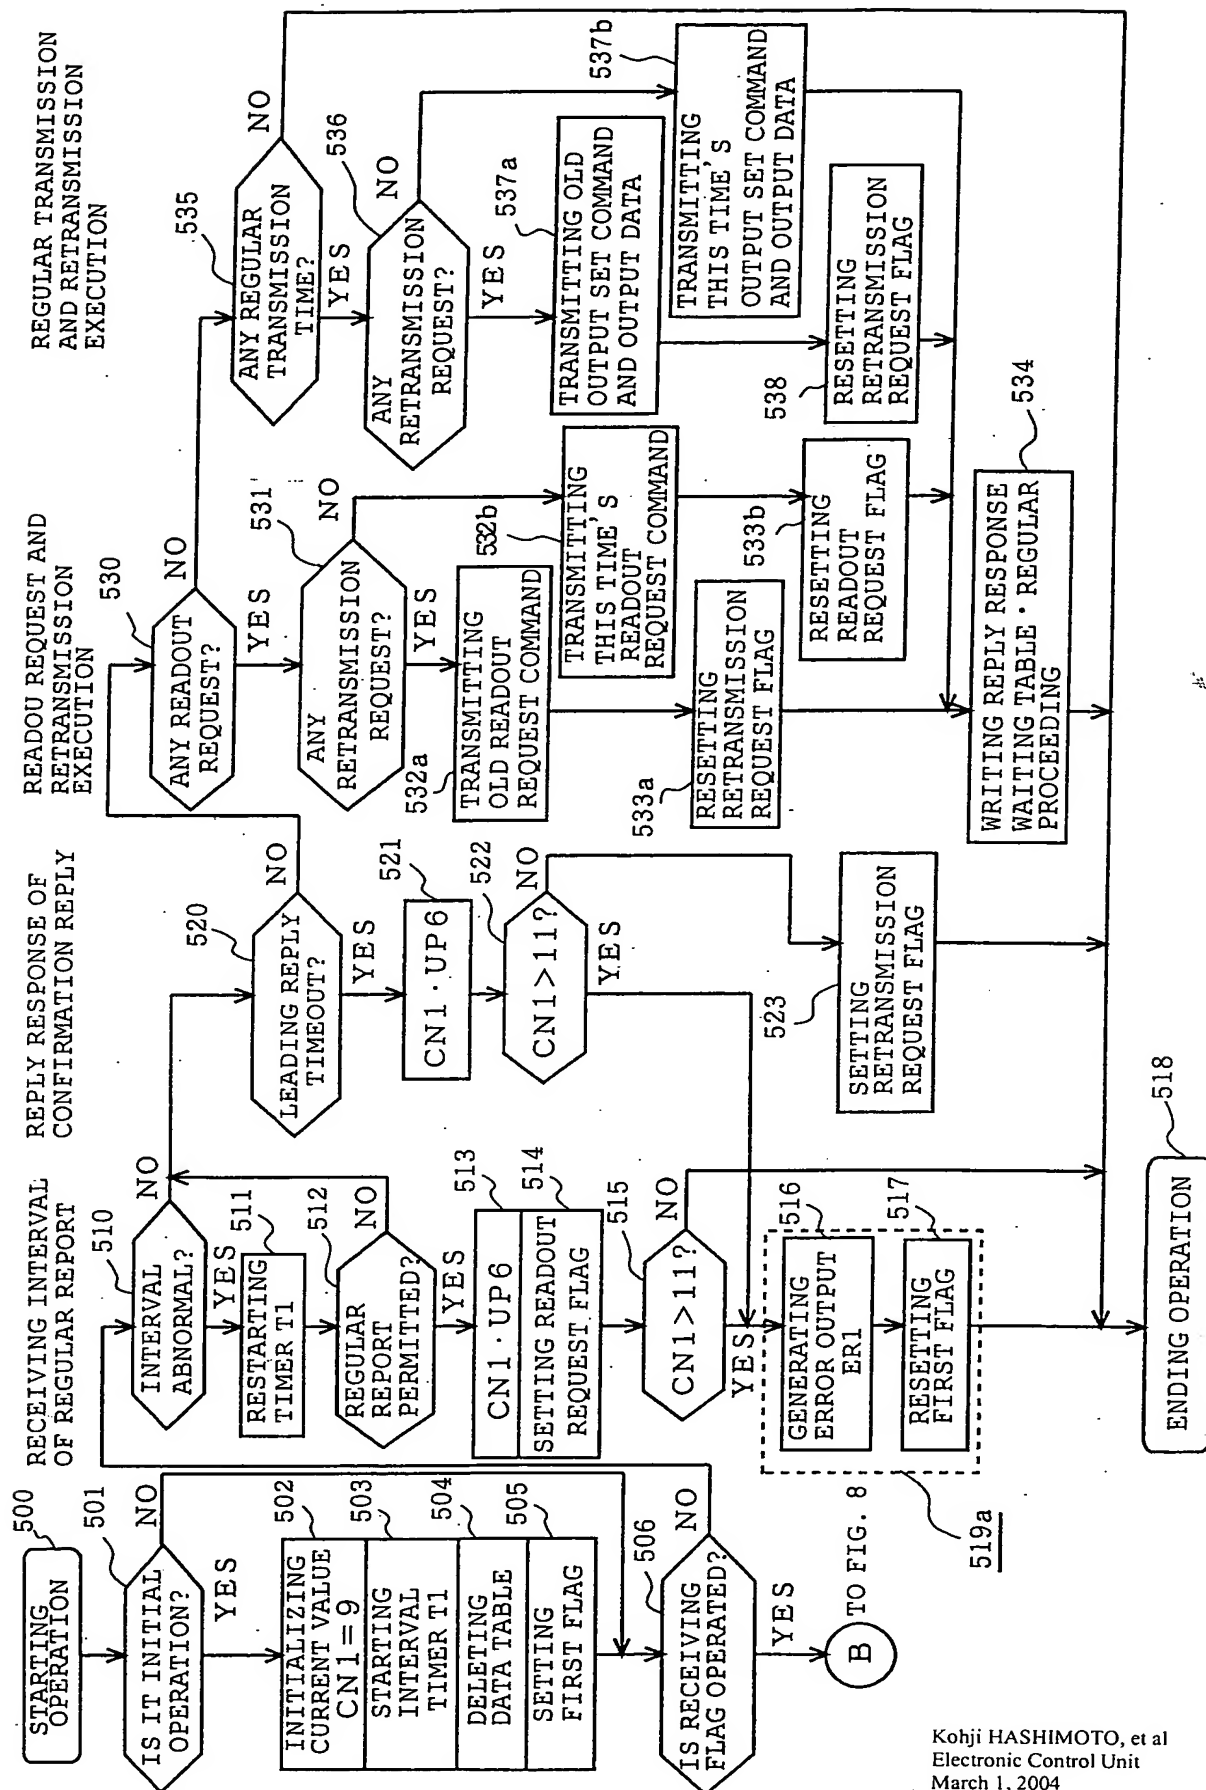 500
STARTING
OPERATION
501
IS IT INITIAL
OPERATION?
NO
YES
502
INITIALIZING
CURRENT VALUE
CN1=9
503
STARTING
INTERVAL
TIMER T1
504
DELETING
DATA TABLE
505
SETTING
FIRST FLAG
506
IS RECEIVING
FLAG OPERATED?
NO
YES
B
TO FIG. 8
RECEIVING INTERVAL
OF REGULAR REPORT
510
INTERVAL
ABNORMAL?
NO
YES
511
RESTARTING
TIMER T1
512
REGULAR
REPORT
PERMITTED?
NO
YES
513
CN1·UP6
514
SETTING READOUT
REQUEST FLAG
515
CN1>11?
NO
YES
516
GENERATING
ERROR OUTPUT
ER1
517
RESETTING
FIRST FLAG
519a
518
ENDING OPERATION
REPLY RESPONSE OF
CONFIRMATION REPLY
520
LEADING REPLY
TIMEOUT?
NO
YES
521
CN1·UP6
522
CN1>11?
NO
YES
523
SETTING
RETRANSMISSION
REQUEST FLAG
READOU REQUEST AND
RETRANSMISSION
EXECUTION
530
ANY READOUT
REQUEST?
NO
YES
531
ANY
RETRANSMISSION
REQUEST?
NO
YES
532a
TRANSMITTING
OLD READOUT
REQUEST COMMAND
532b
TRANSMITTING
THIS TIME'S
READOUT
REQUEST COMMAND
533a
RESETTING
RETRANSMISSION
REQUEST FLAG
533b
RESETTING
READOUT
REQUEST FLAG
534
WRITING REPLY RESPONSE
WAITING TABLE·REGULAR
PROCEEDING
REGULAR TRANSMISSION
AND RETRANSMISSION
EXECUTION
535
ANY REGULAR
TRANSMISSION
TIME?
NO
YES
536
ANY
RETRANSMISSION
REQUEST?
NO
YES
537a
TRANSMITTING OLD
OUTPUT SET COMMAND
AND OUTPUT DATA
537b
TRANSMITTING
THIS TIME'S
OUTPUT SET COMMAND
AND OUTPUT DATA
538
RESETTING
RETRANSMISSION
REQUEST FLAG
Kohji HASHIMOTO, et al
Electronic Control Unit
March 1, 2004